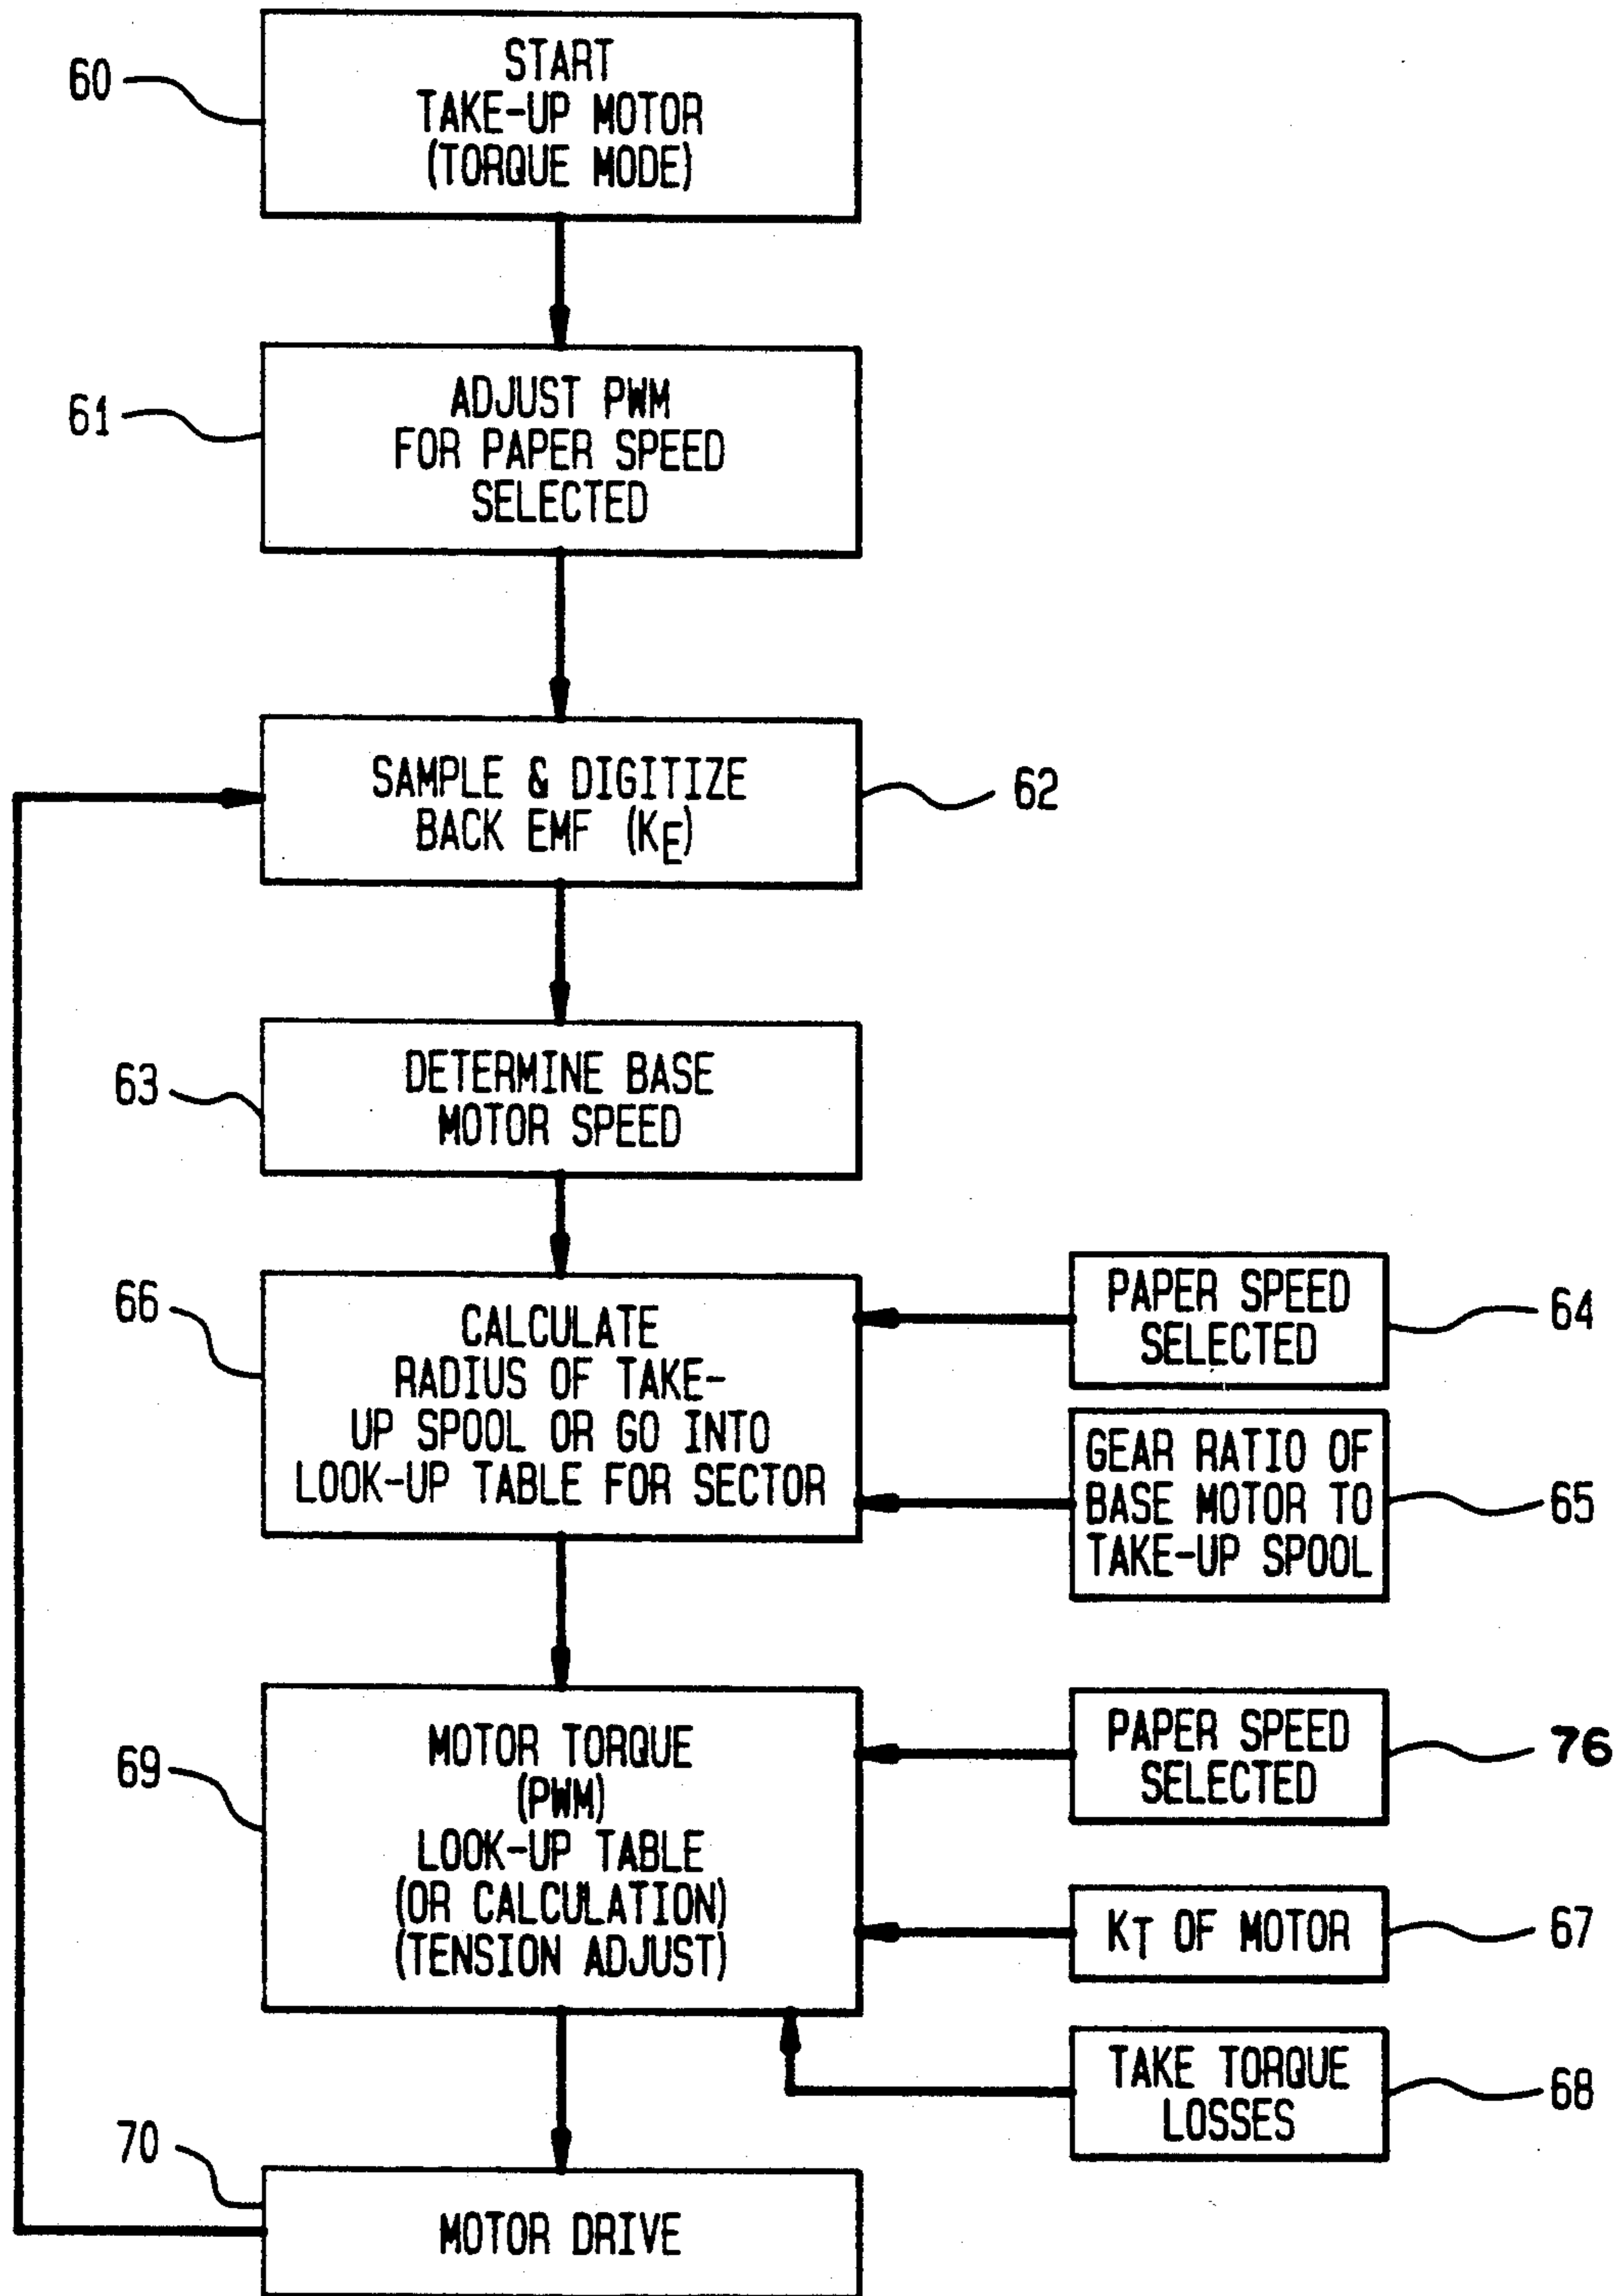 60
START
TAKE-UP MOTOR
(TORQUE MODE)
61
ADJUST PWM
FOR PAPER SPEED
SELECTED
SAMPLE & DIGITIZE
BACK EMF (KE)
62
63
DETERMINE BASE
MOTOR SPEED
66
CALCULATE
RADIUS OF TAKE-
UP SPOOL OR GO INTO
LOOK-UP TABLE FOR SECTOR
PAPER SPEED
SELECTED
64
GEAR RATIO OF
BASE MOTOR TO
TAKE-UP SPOOL
65
69
MOTOR TORQUE
(PWM)
LOOK-UP TABLE
(OR CALCULATION)
(TENSION ADJUST)
PAPER SPEED
SELECTED
76
KT OF MOTOR
67
TAKE TORQUE
LOSSES
68
70
MOTOR DRIVE